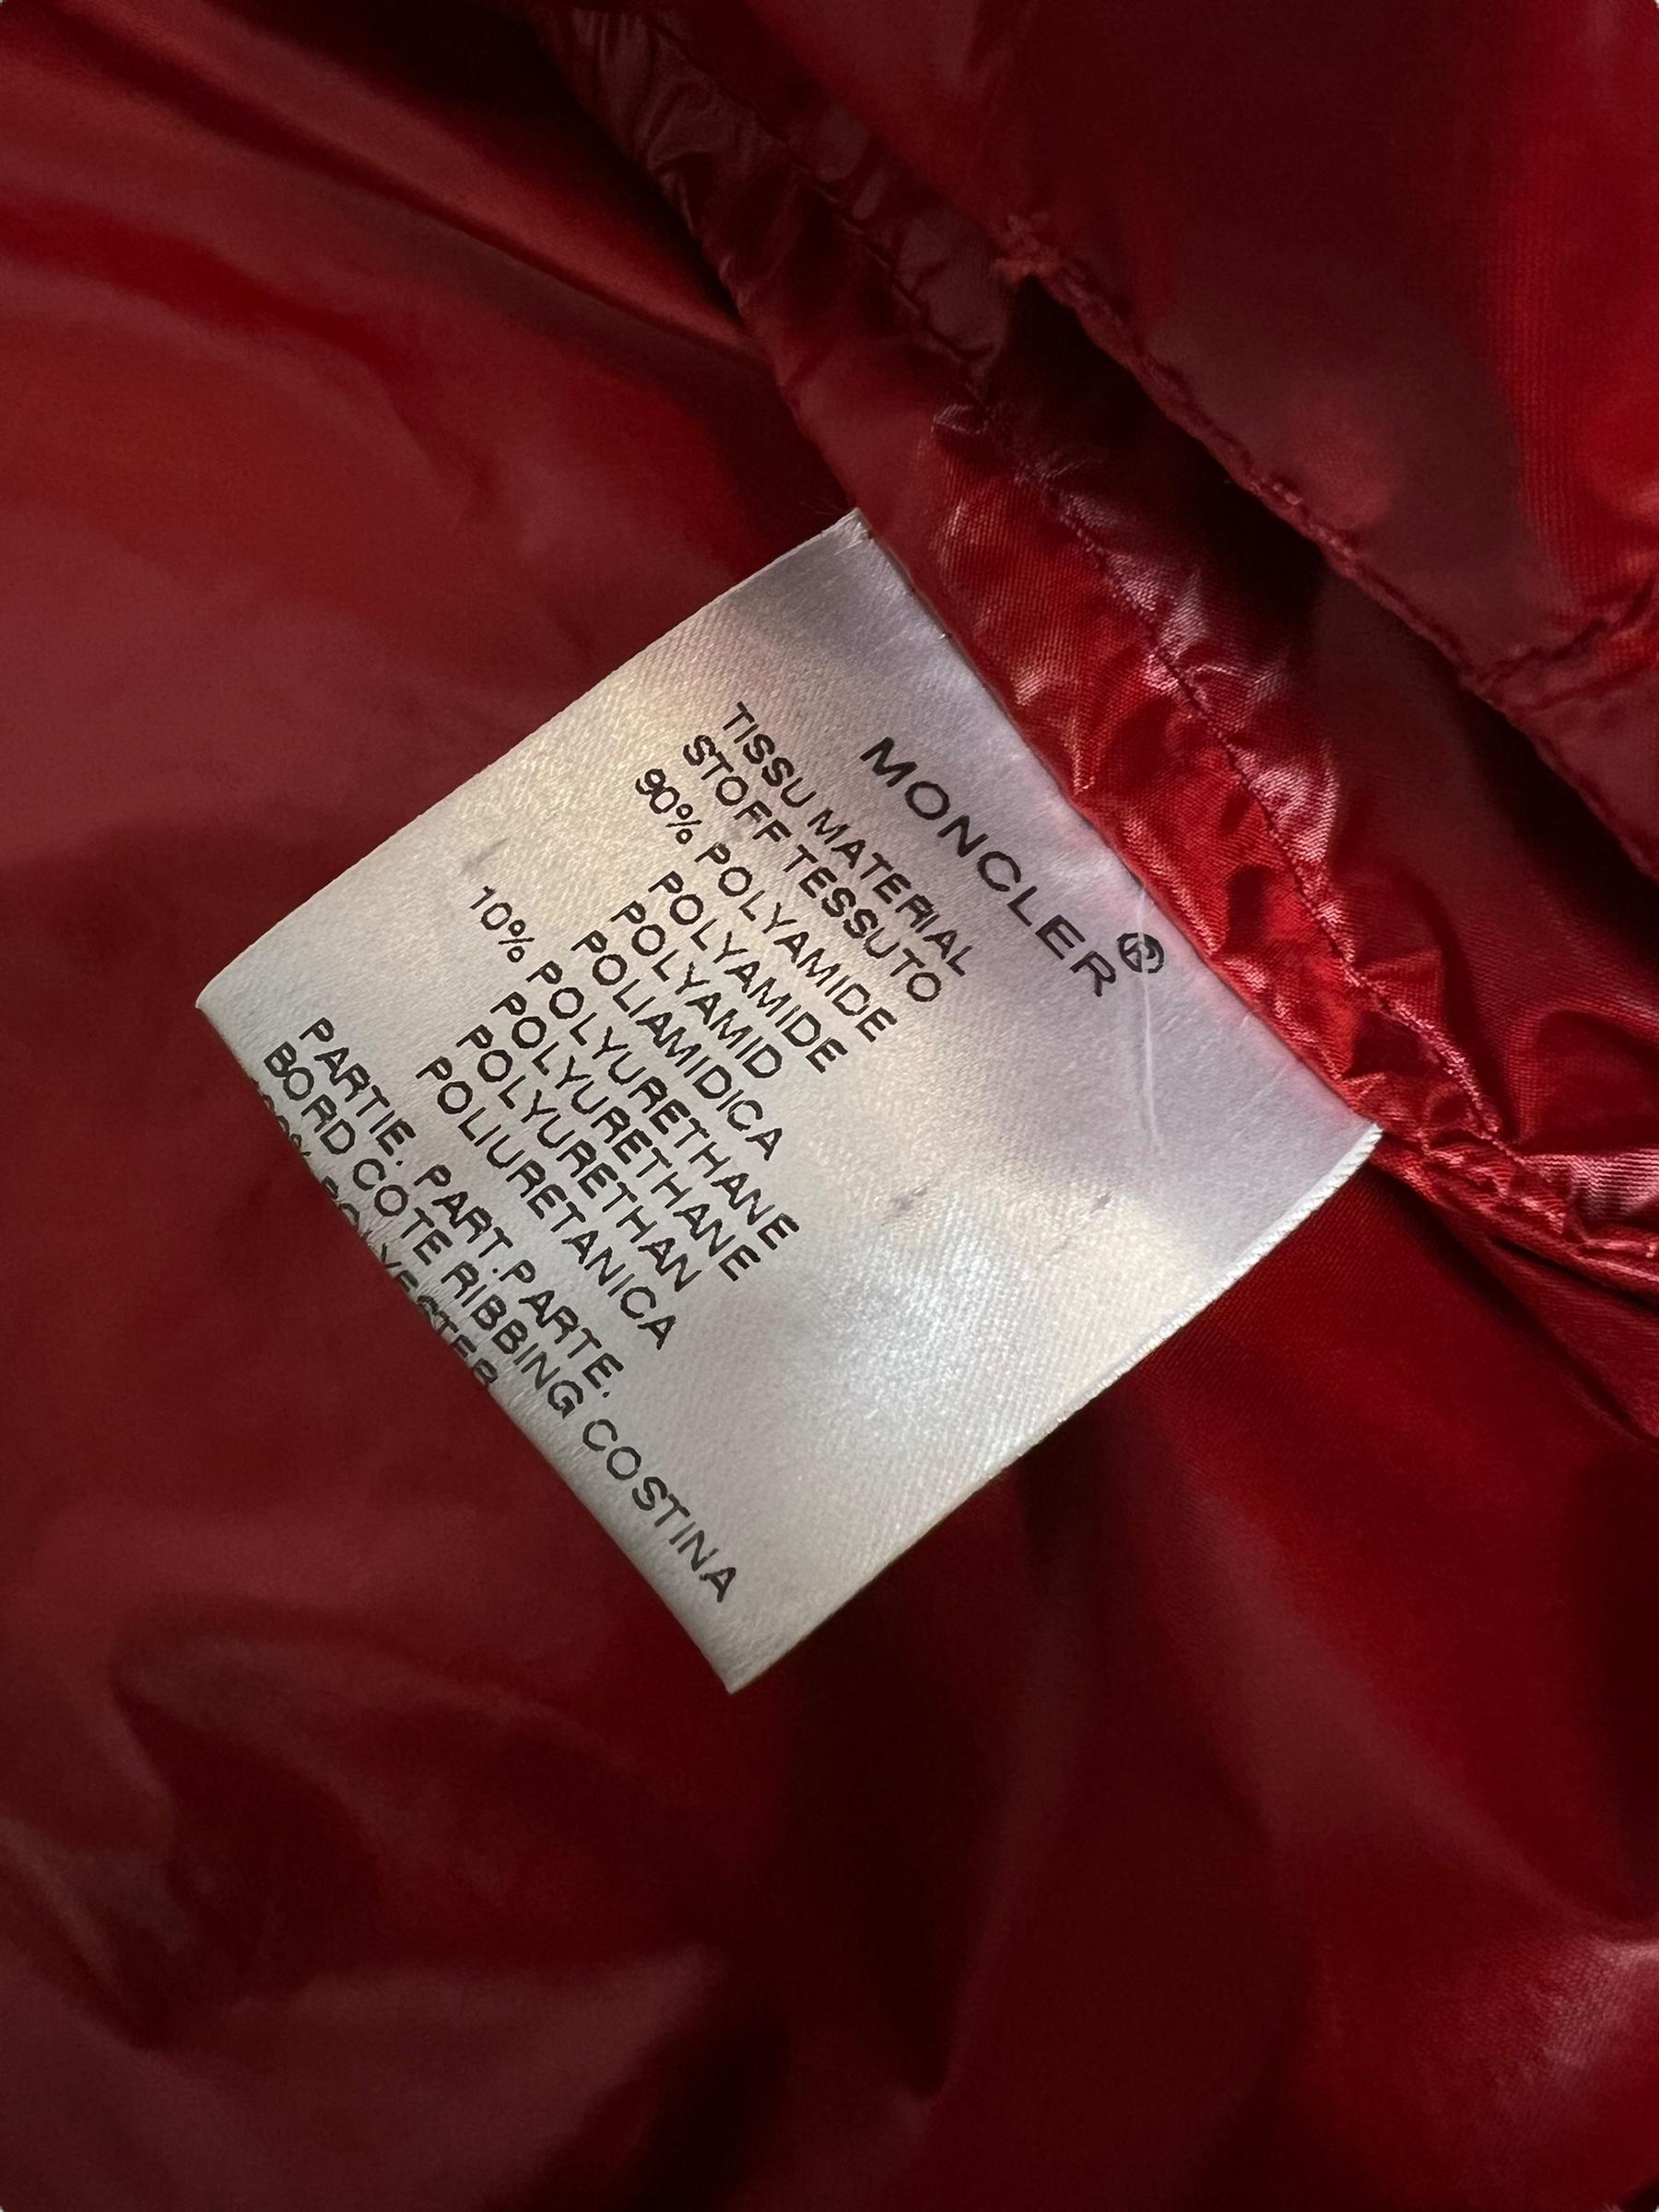 MONCLER®
TISSU MATERIAL
STOFF TESSUTO
90% POLYAMIDE
POLYAMIDE
POLYAMID
POLIAMIDICA
10% POLYURETHANE
POLYURETHANE
POLYURETHAN
POLIURETANICA
PARTIE. PART.PARTE.
BORD COTE RIBBING COSTINA
POLYESTER